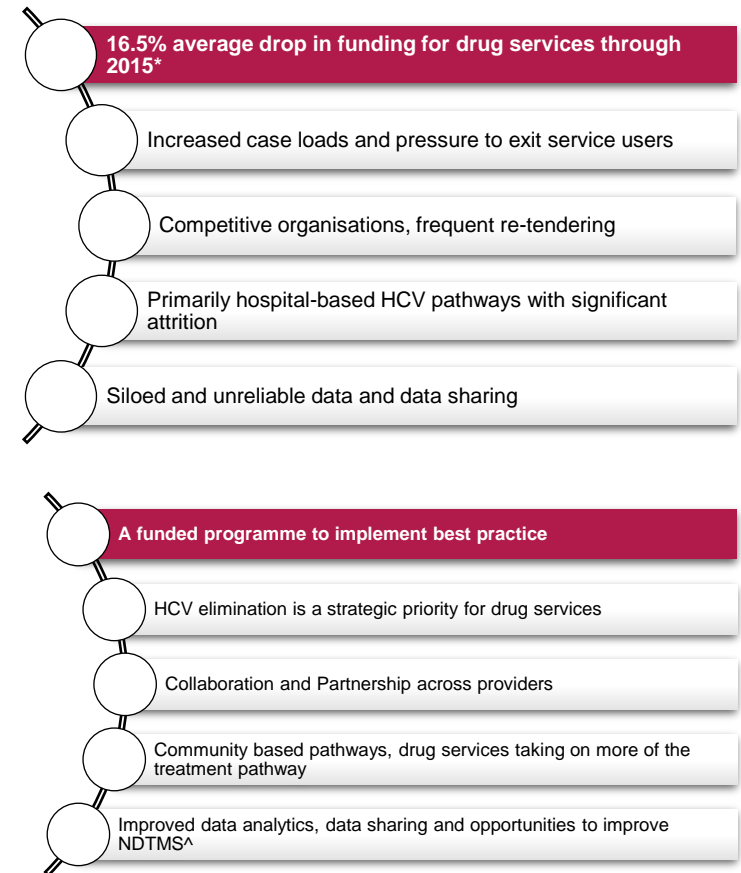 16.5% average drop in funding for drug services through
2015*
Increased case loads and pressure to exit service users
Competitive organisations, frequent re-tendering
Primarily hospital-based HCV pathways with significant
attrition
Siloed and unreliable data and data sharing
A funded programme to implement best practice
HCV elimination is a strategic priority for drug services
Collaboration and Partnership across providers
Community based pathways, drug services taking on more of the
treatment pathway
Improved data analytics, data sharing and opportunities to improve
NDTMS^